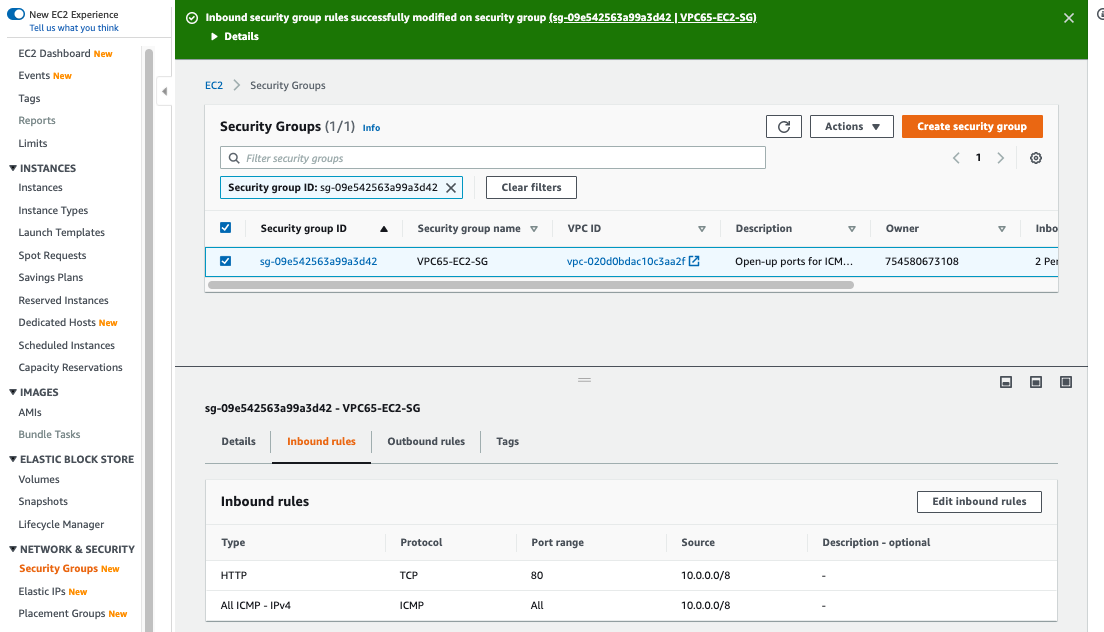 New EC2 Experience
Tell us what you think
EC2 Dashboard New
Events New
Tags
Reports
Limits
INSTANCES
Instances
Instance Types
Launch Templates
Spot Requests
Savings Plans
Reserved Instances
Dedicated Hosts New
Scheduled Instances
Capacity Reservations
IMAGES
AMIs
Bundle Tasks
ELASTIC BLOCK STORE
Volumes
Snapshots
Lifecycle Manager
NETWORK & SECURITY
Security Groups New
Elastic IPs New
Placement Groups New
Inbound security group rules successfully modified on security group (sg-09e542563a99a3d42 | VPC65-EC2-SG)
Details
EC2 Security Groups
Security Groups (1/1) Info
Actions
Create security group
Filter security groups
1
Security group ID: sg-09e542563a99a3d42
Clear filters
Security group ID Security group name VPC ID Description Owner Inbo
sg-09e542563a99a3d42 VPC65-EC2-SG vpc-020d0bdac10c3aa2f Open-up ports for ICM... 754580673108 2 Per
sg-09e542563a99a3d42 - VPC65-EC2-SG
Details Inbound rules Outbound rules Tags
Inbound rules
Edit inbound rules
Type Protocol Port range Source Description - optional
HTTP TCP 80 10.0.0.0/8 -
All ICMP - IPv4 ICMP All 10.0.0.0/8 -